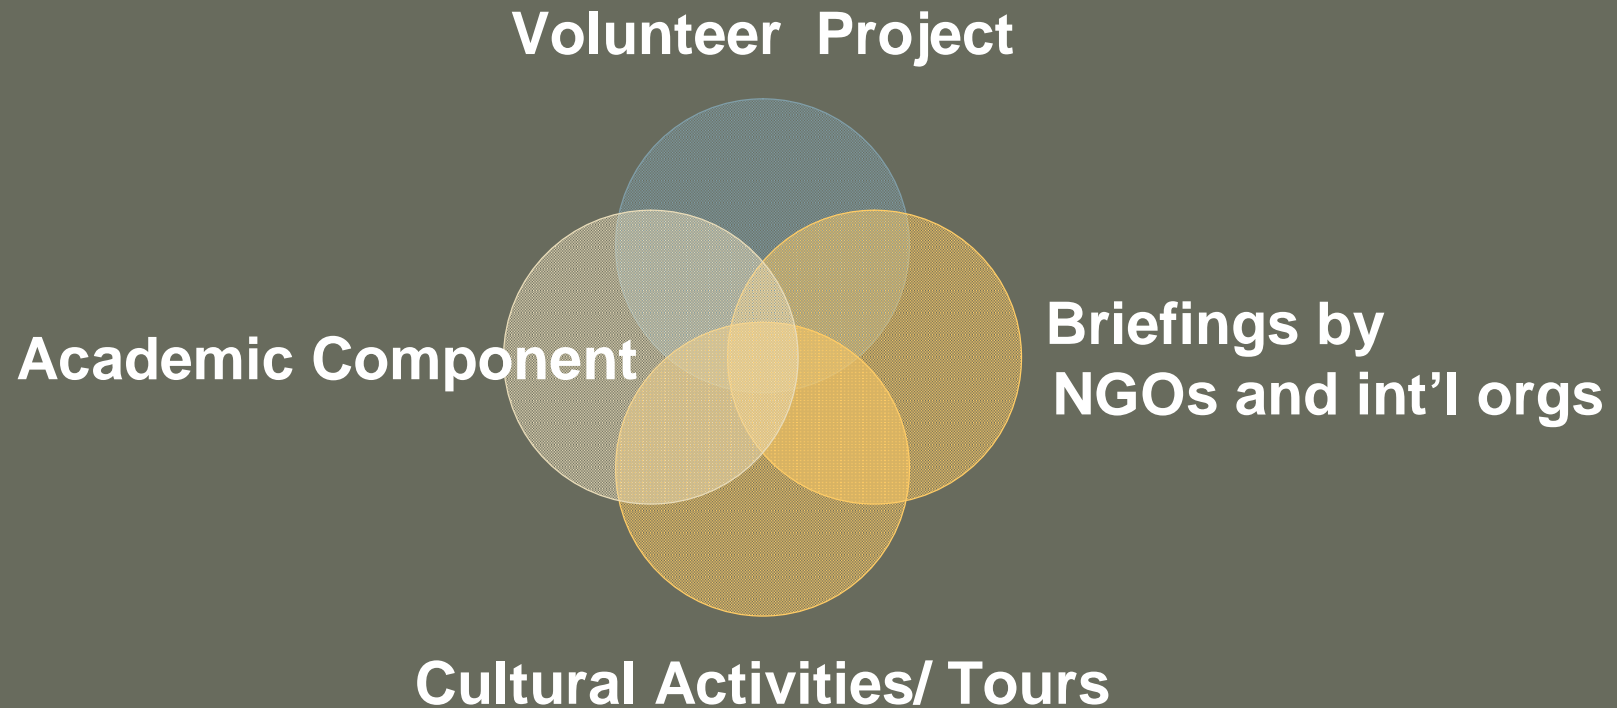 Volunteer Project
Academic Component
Briefings by
NGOs and int’l orgs
Cultural Activities/ Tours